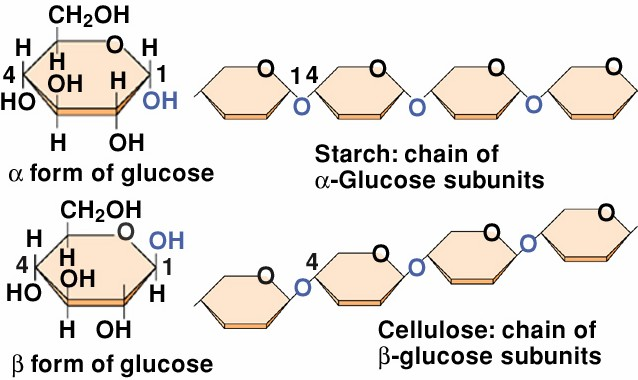 CH₂OH
H O H
4 H OH H 1
HO OH
H OH
α form of glucose
O 1 4 O O O
O O O
Starch: chain of
α-Glucose subunits
CH₂OH
H O OH
4 H OH 1
HO H
H OH
β form of glucose
O 4 O O O
O O O
Cellulose: chain of
β-glucose subunits